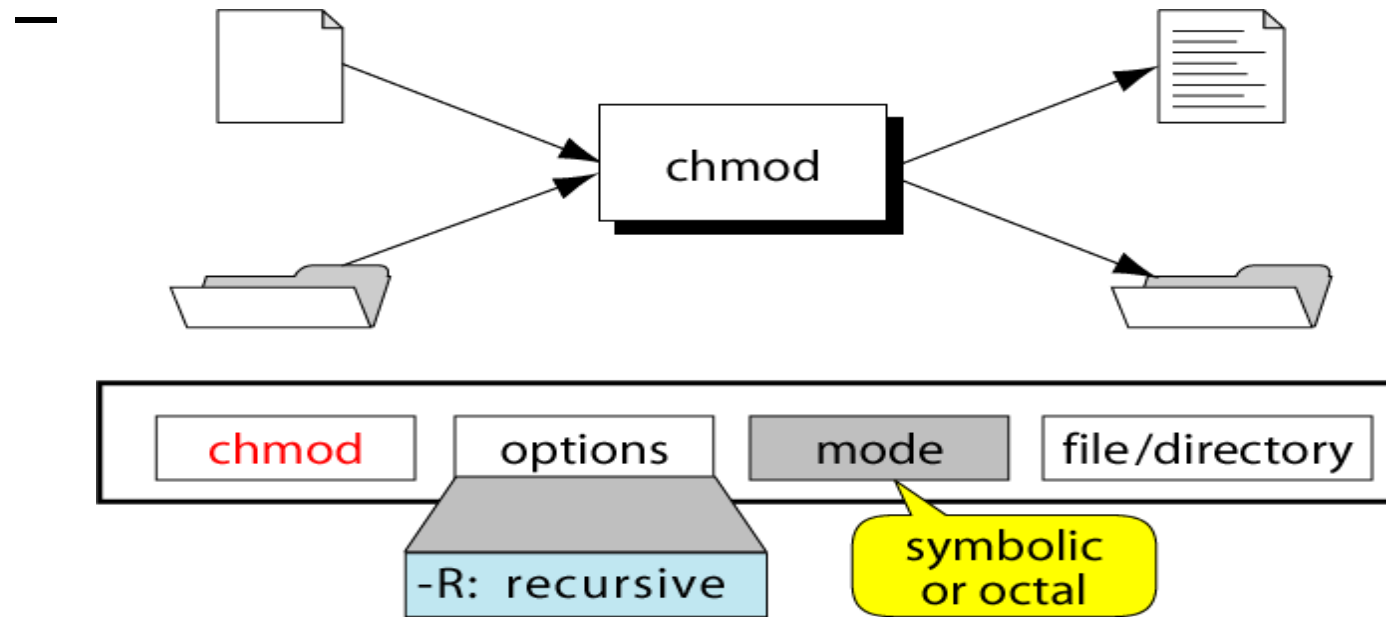 chmod
chmod options mode file/directory
-R: recursive
symbolic
or octal